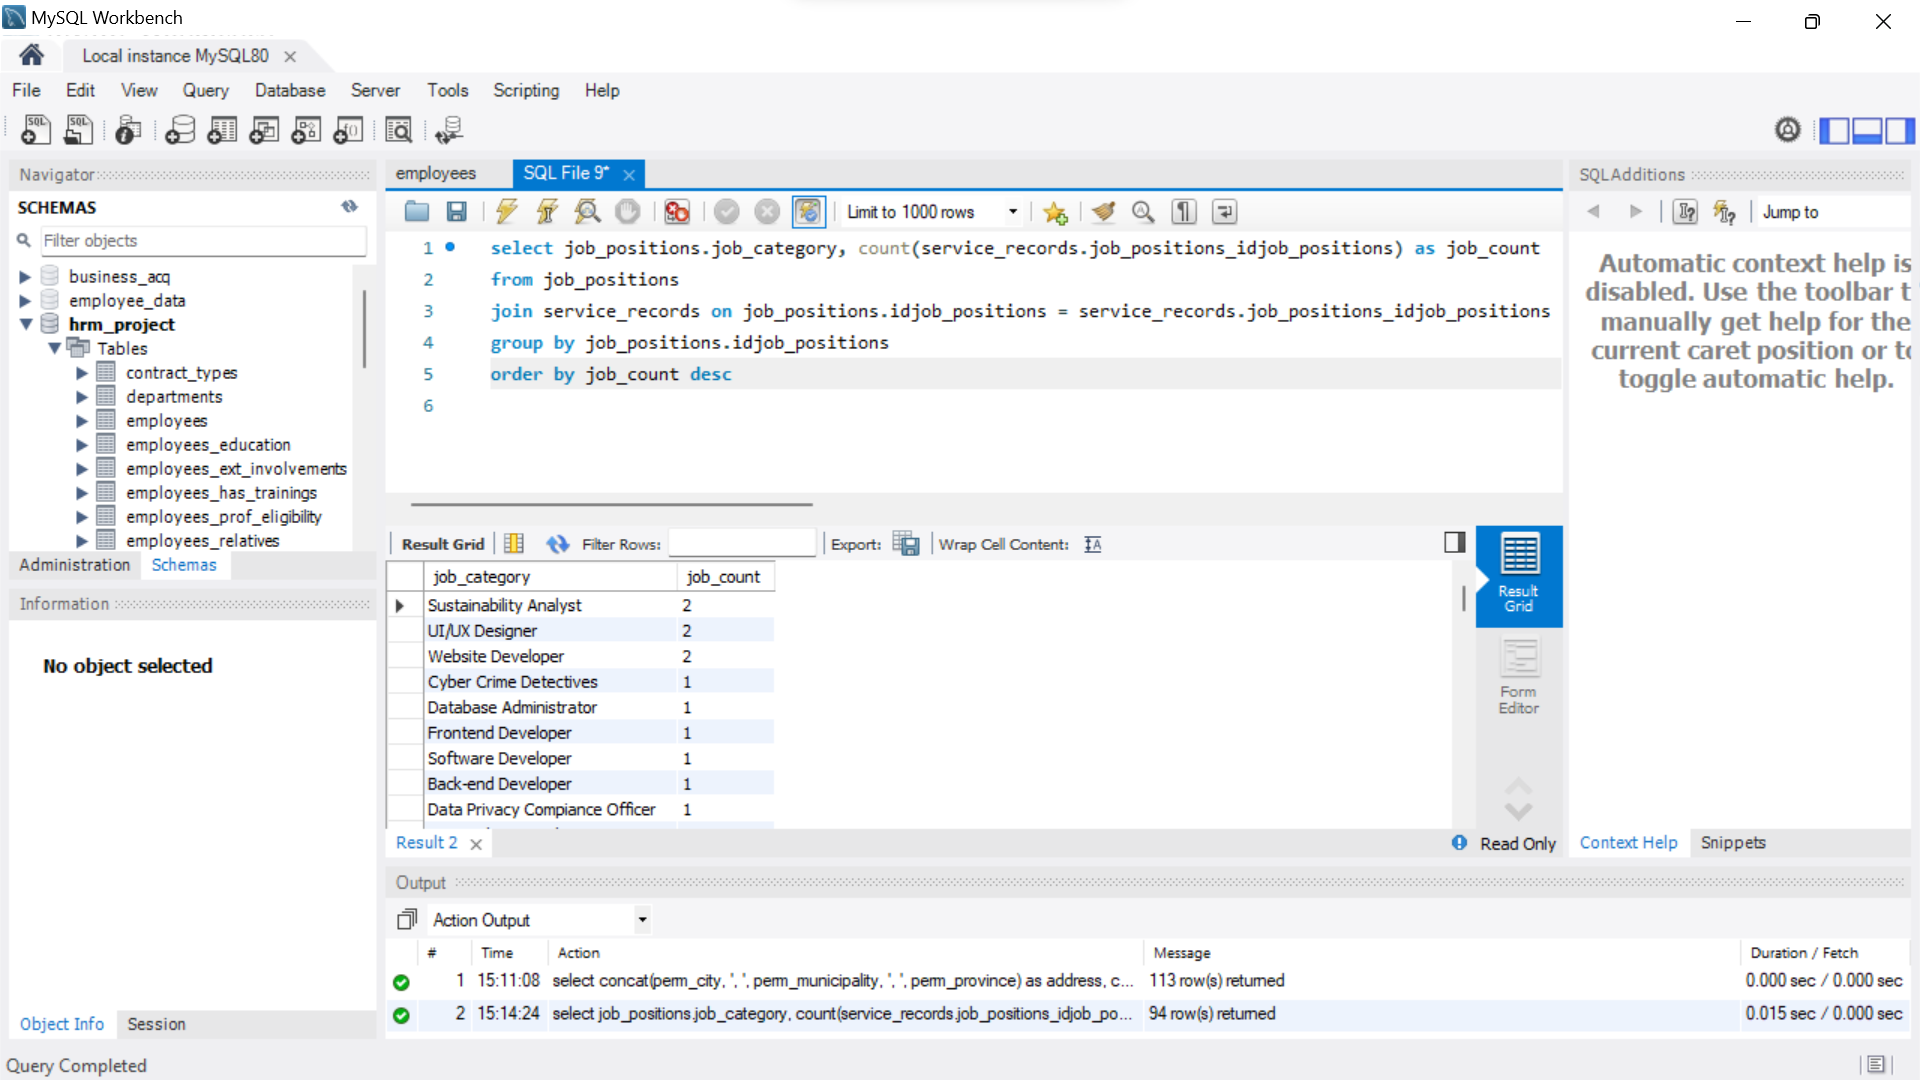 MySQL Workbench
Local instance MySQL80
File Edit View Query Database Server Tools Scripting Help
Navigator
SCHEMAS
Filter objects
business_acq
employee_data
hrm_project
Tables
contract_types
departments
employees
employees_education
employees_ext_involvements
employees_has_trainings
employees_prof_eligibility
employees_relatives
Administration Schemas
Information
No object selected
Object Info Session
Query Completed
employees SQL File 9*
Limit to 1000 rows
1 select job_positions.job_category, count(service_records.job_positions_idjob_positions) as job_count
2 from job_positions
3 join service_records on job_positions.idjob_positions = service_records.job_positions_idjob_positions
4 group by job_positions.idjob_positions
5 order by job_count desc
6
Result Grid Filter Rows: Export: Wrap Cell Content:
job_category job_count
Sustainability Analyst 2
UI/UX Designer 2
Website Developer 2
Cyber Crime Detectives 1
Database Administrator 1
Frontend Developer 1
Software Developer 1
Back-end Developer 1
Data Privacy Compiance Officer 1
Result Grid
Form Editor
Result 2
Read Only
SQLAdditions
Jump to
Automatic context help is
disabled. Use the toolbar t
manually get help for the
current caret position or to
toggle automatic help.
Context Help Snippets
Output
Action Output
# Time Action Message Duration / Fetch
1 15:11:08 select concat(perm_city, ', ', perm_municipality, ', ', perm_province) as address, c... 113 row(s) returned 0.000 sec / 0.000 sec
2 15:14:24 select job_positions.job_category, count(service_records.job_positions_idjob_po... 94 row(s) returned 0.015 sec / 0.000 sec